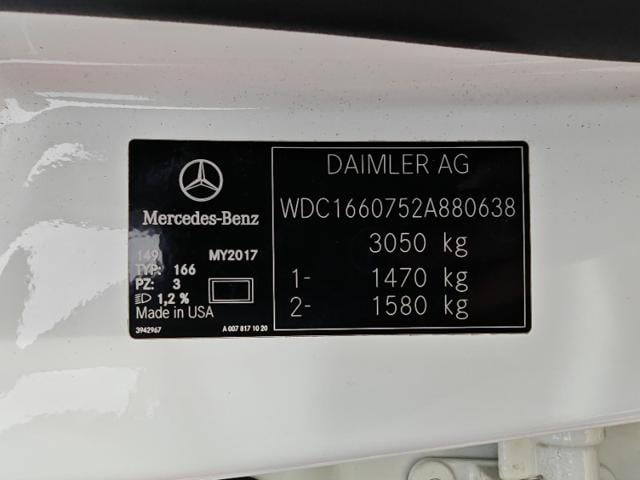 DAIMLER AG
WDC1660752A880638
3050 kg
1- 1470 kg
2- 1580 kg
Mercedes-Benz
149 MY2017
TYP: 166
PZ: 3
1,2 %
Made in USA
3942967 A 007 817 10 20